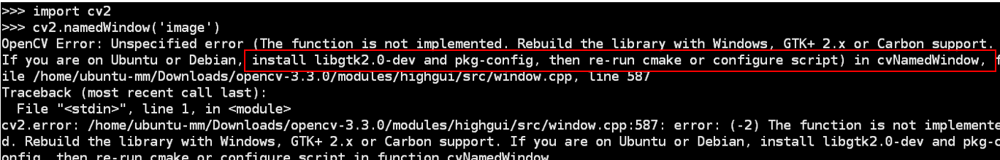 >>> import cv2
>>> cv2.namedWindow('image')
OpenCV Error: Unspecified error (The function is not implemented. Rebuild the library with Windows, GTK+ 2.x or Carbon support.
If you are on Ubuntu or Debian, install libgtk2.0-dev and pkg-config, then re-run cmake or configure script) in cvNamedWindow, f
ile /home/ubuntu-mm/Downloads/opencv-3.3.0/modules/highgui/src/window.cpp, line 587
Traceback (most recent call last):
  File "<stdin>", line 1, in <module>
cv2.error: /home/ubuntu-mm/Downloads/opencv-3.3.0/modules/highgui/src/window.cpp:587: error: (-2) The function is not implemente
d. Rebuild the library with Windows, GTK+ 2.x or Carbon support. If you are on Ubuntu or Debian, install libgtk2.0-dev and pkg-c
onfig, then re-run cmake or configure script in function cvNamedWindow